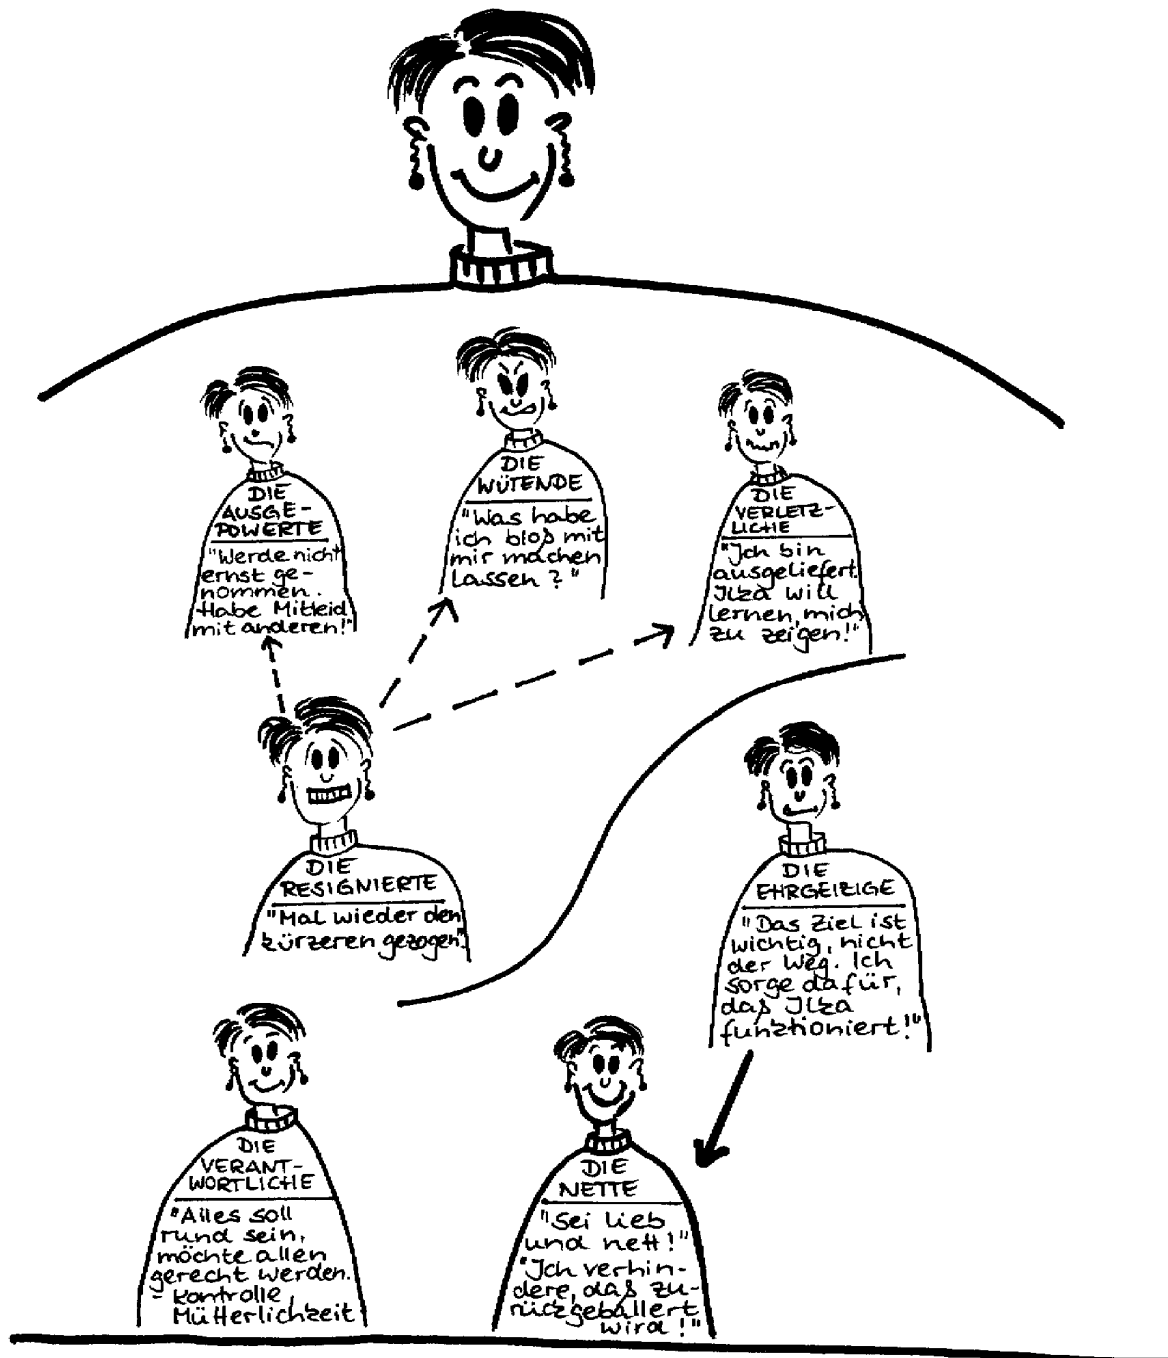 DIE
AUSGE-
POWERTE
"Werde nicht
ernst ge-
nommen.
Habe Mitleid
mit anderen!"
DIE
WÜTENDE
"Was habe
ich bloß mit
mir machen
lassen?"
DIE
VERLETZ-
LICHE
"Ich bin
ausgeliefert.
Ilka will
lernen, mich
zu zeigen!"
DIE
RESIGNIERTE
"Mal wieder den
kürzeren gezogen."
DIE
EHRGEIZIGE
"Das Ziel ist
wichtig, nicht
der Weg. Ich
sorge dafür,
daß Ilka
funktioniert!"
DIE
VERANT-
WORTLICHE
"Alles soll
rund sein,
möchte allen
gerecht werden.
- Kontrolle,
Mütterlichkeit
DIE
NETTE
"Sei lieb
und nett!"
"Ich verhin-
dere, daß zu-
rückgeballert
wird!"